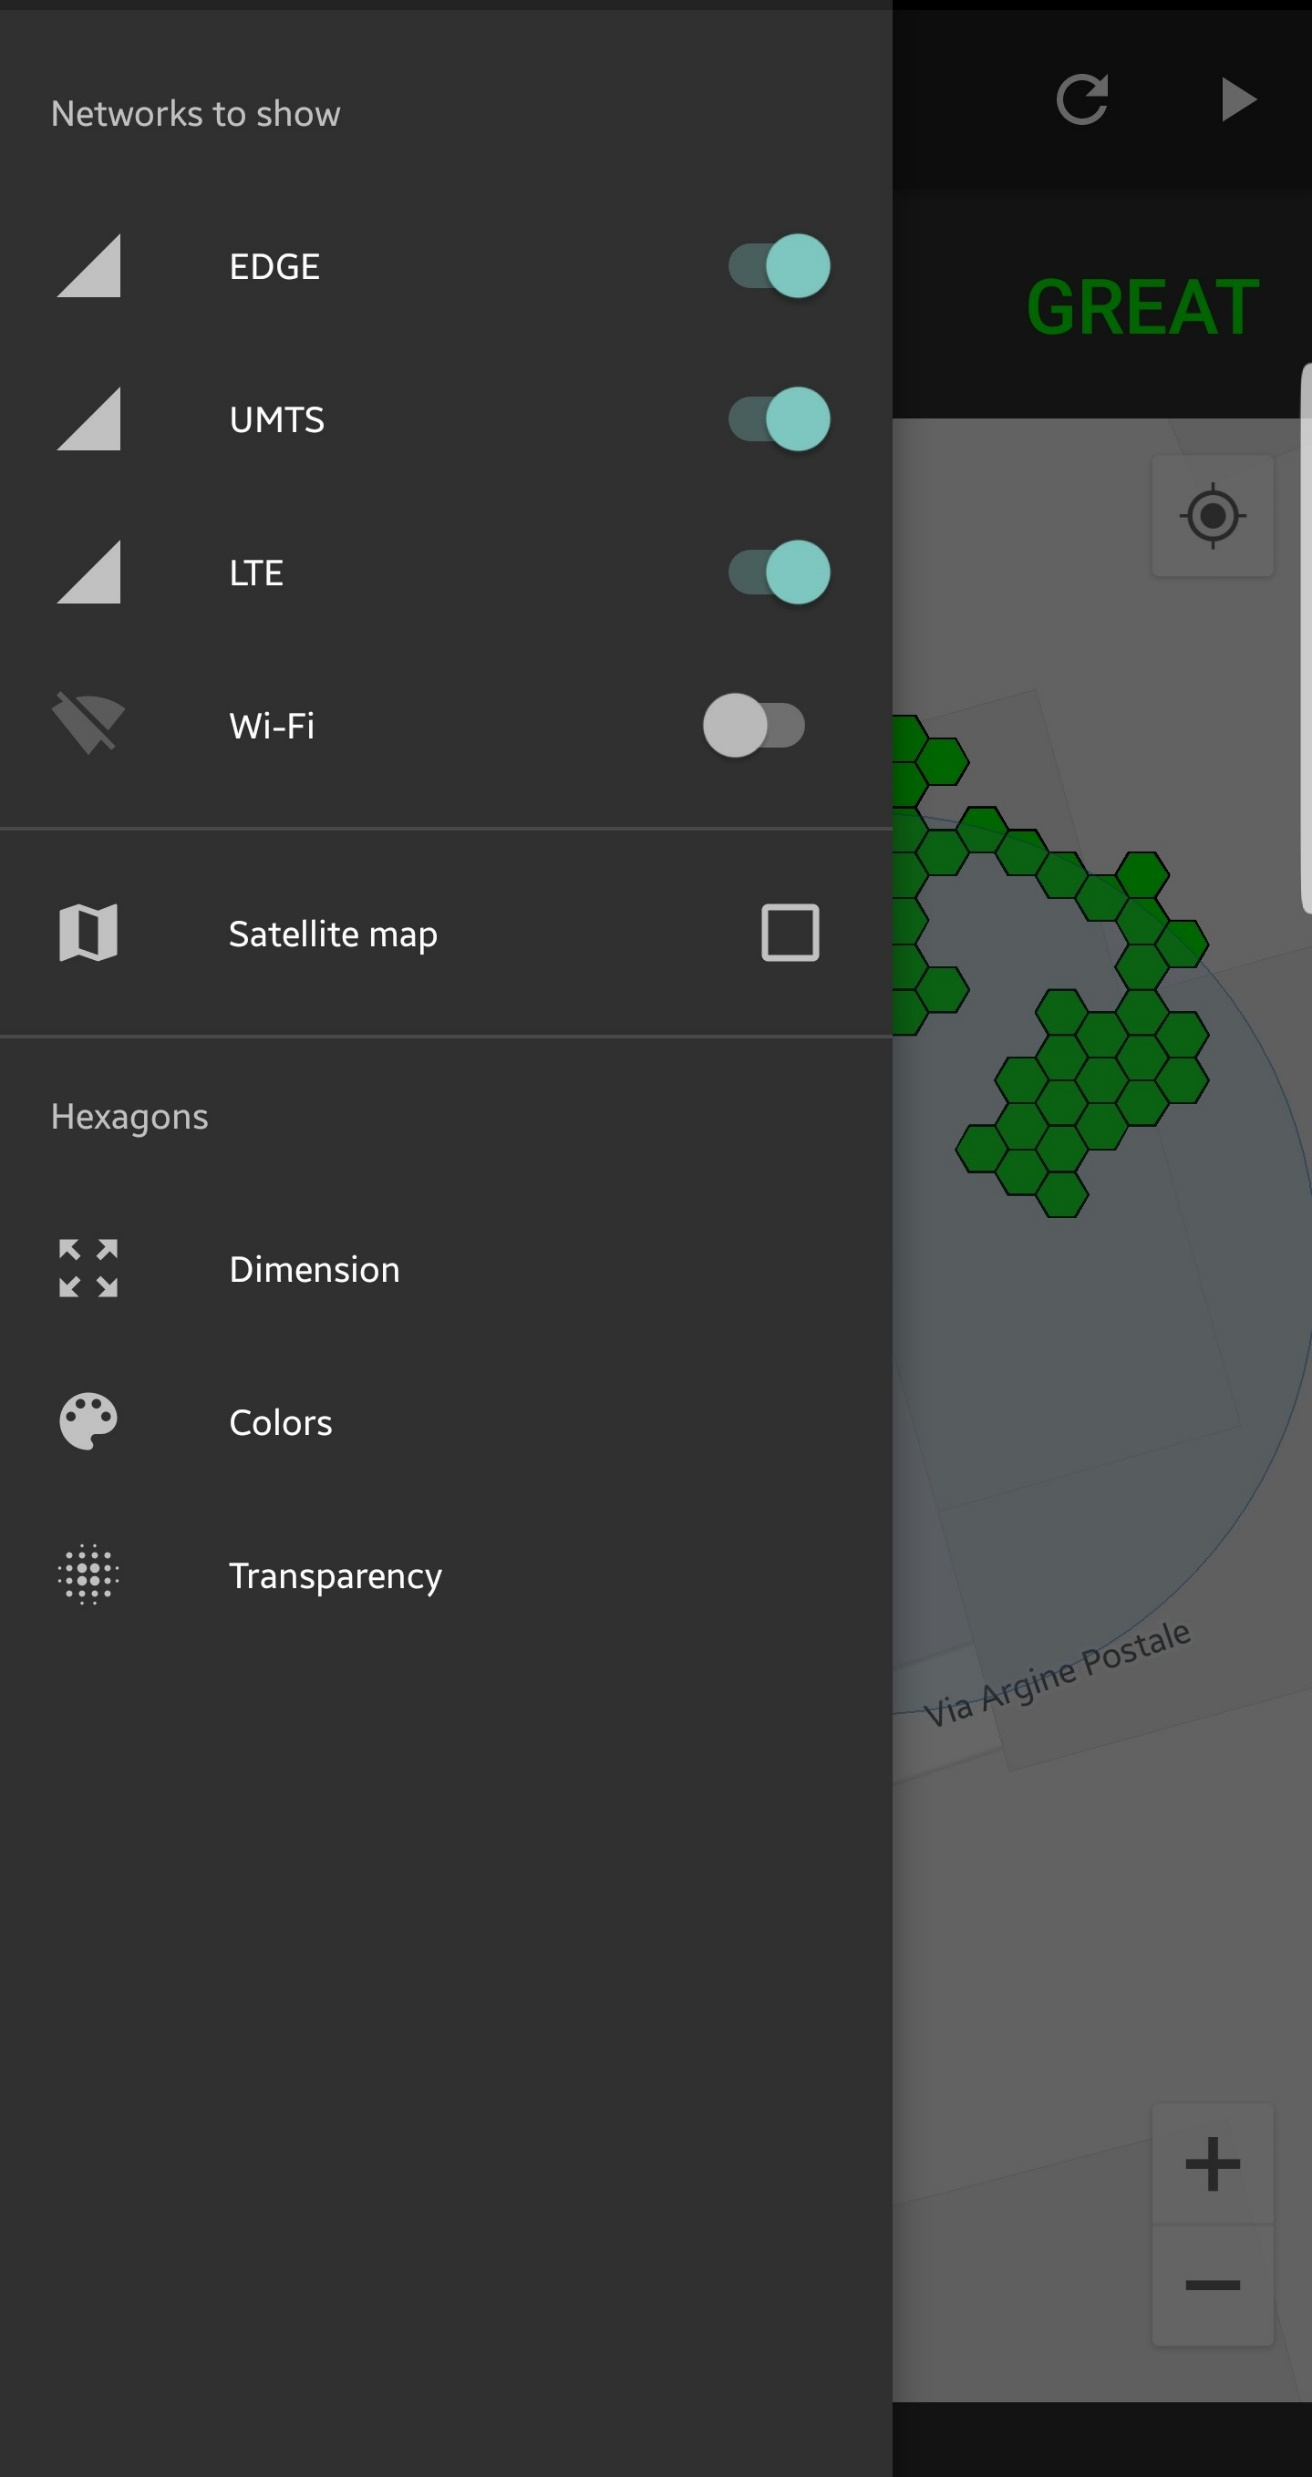 Networks to show
GREAT
EDGE
UMTS
LTE
Wi-Fi
Satellite map
Hexagons
Dimension
Colors
Transparency
Via Argine Postale